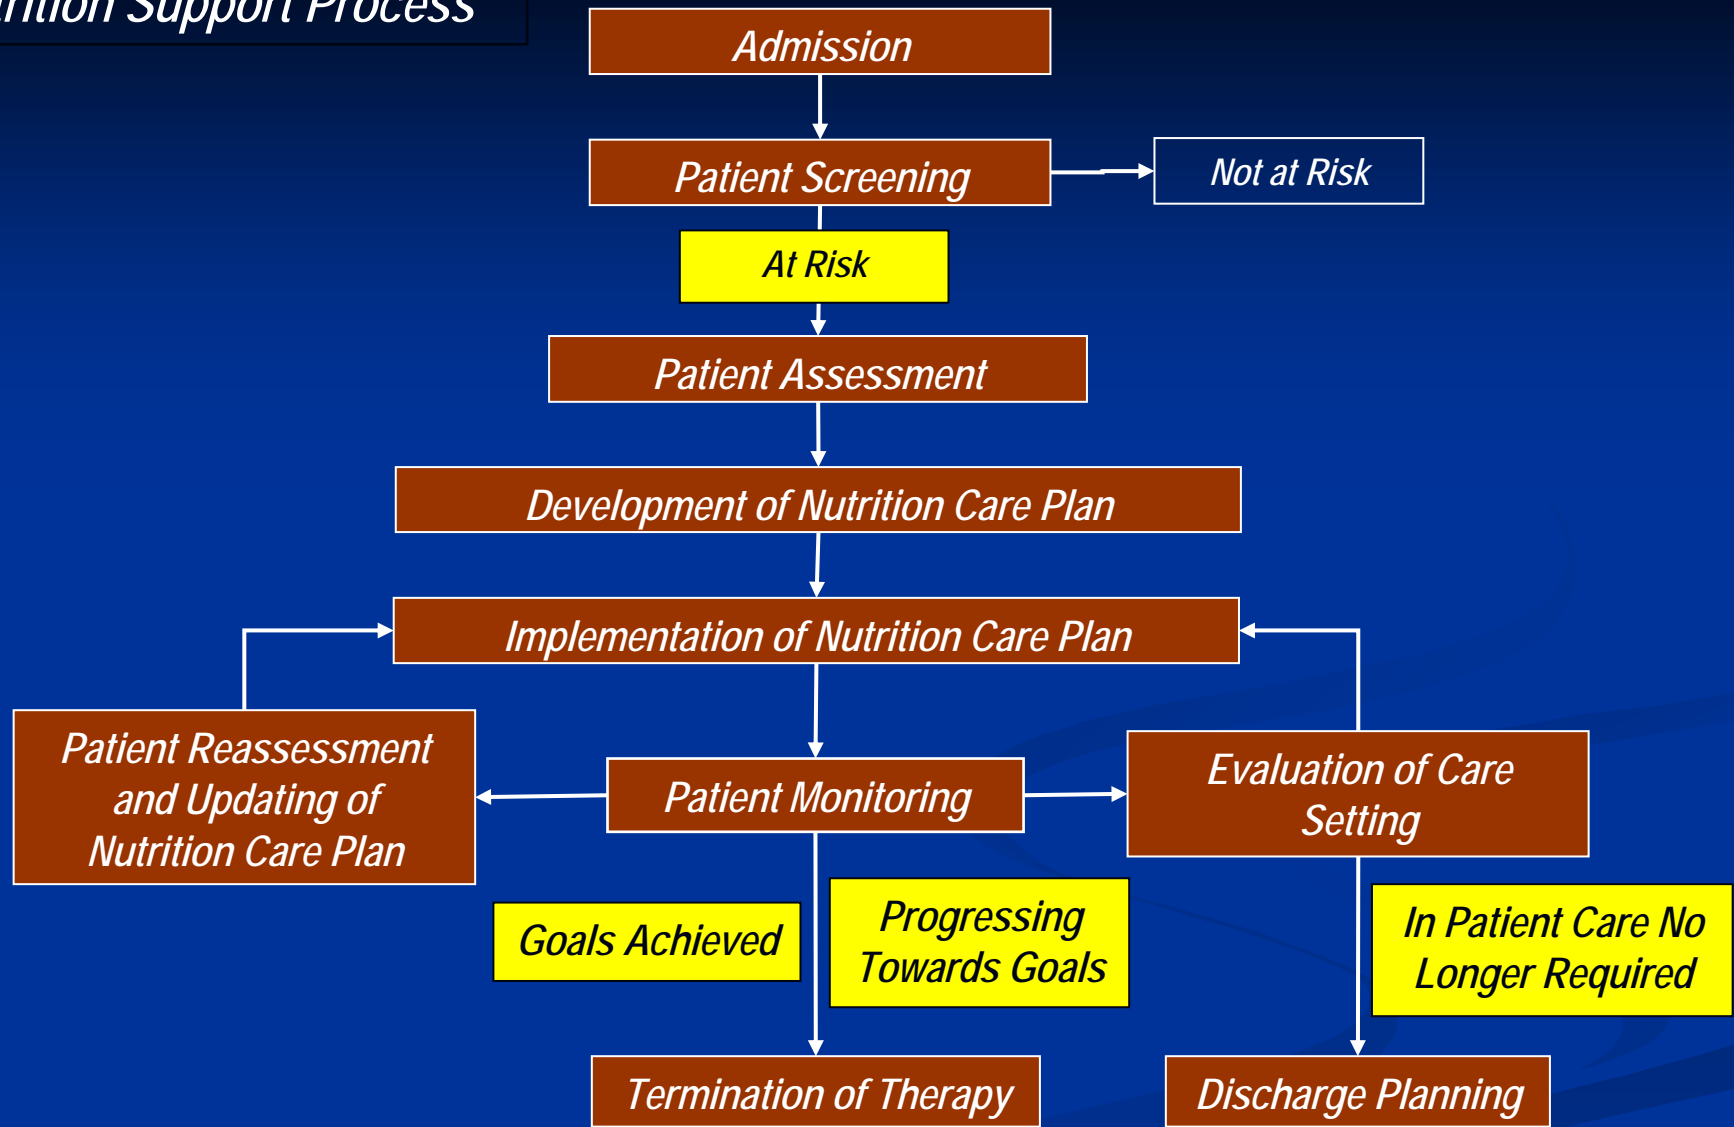 Support Process
Admission
Patient Screening
Not at Risk
At Risk
Patient Assessment
Development of Nutrition Care Plan
Implementation of Nutrition Care Plan
Patient Reassessment
and Updating of
Nutrition Care Plan
Patient Monitoring
Evaluation of Care
Setting
Goals Achieved
Progressing
Towards Goals
In Patient Care No
Longer Required
Termination of Therapy
Discharge Planning